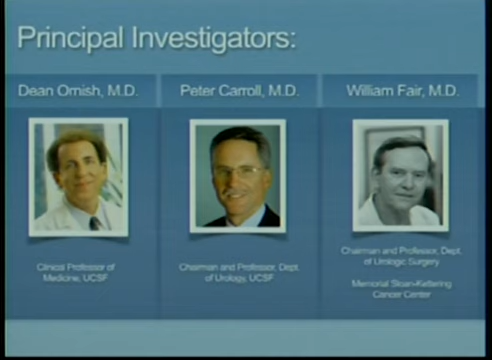 Principal Investigators:
Dean Ornish, M.D.
Peter Carroll, M.D.
William Fair, M.D.
Clinical Professor of
Medicine, UCSF
Chairman and Professor, Dept.
of Urology, UCSF
Chairman and Professor, Dept.
of Urologic Surgery
Memorial Sloan-Kettering
Cancer Center